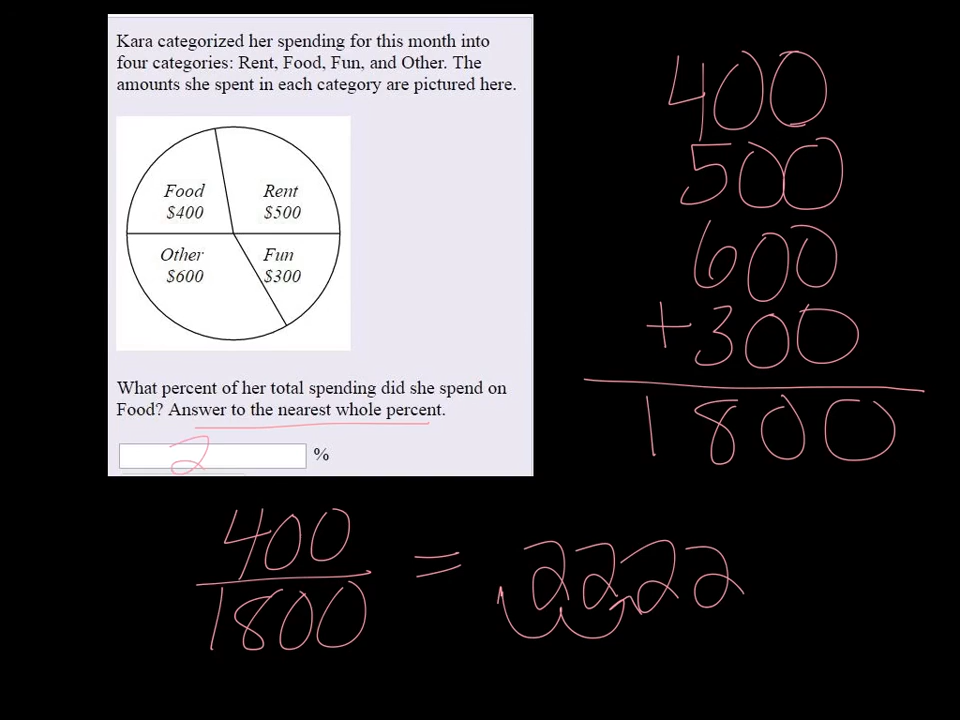 Kara categorized her spending for this month into
four categories: Rent, Food, Fun, and Other. The
amounts she spent in each category are pictured here.
Food
$400
Rent
$500
Other
$600
Fun
$300
What percent of her total spending did she spend on
Food? Answer to the nearest whole percent.
2 %
400
500
600
+300
1800
400
1800
= .2222